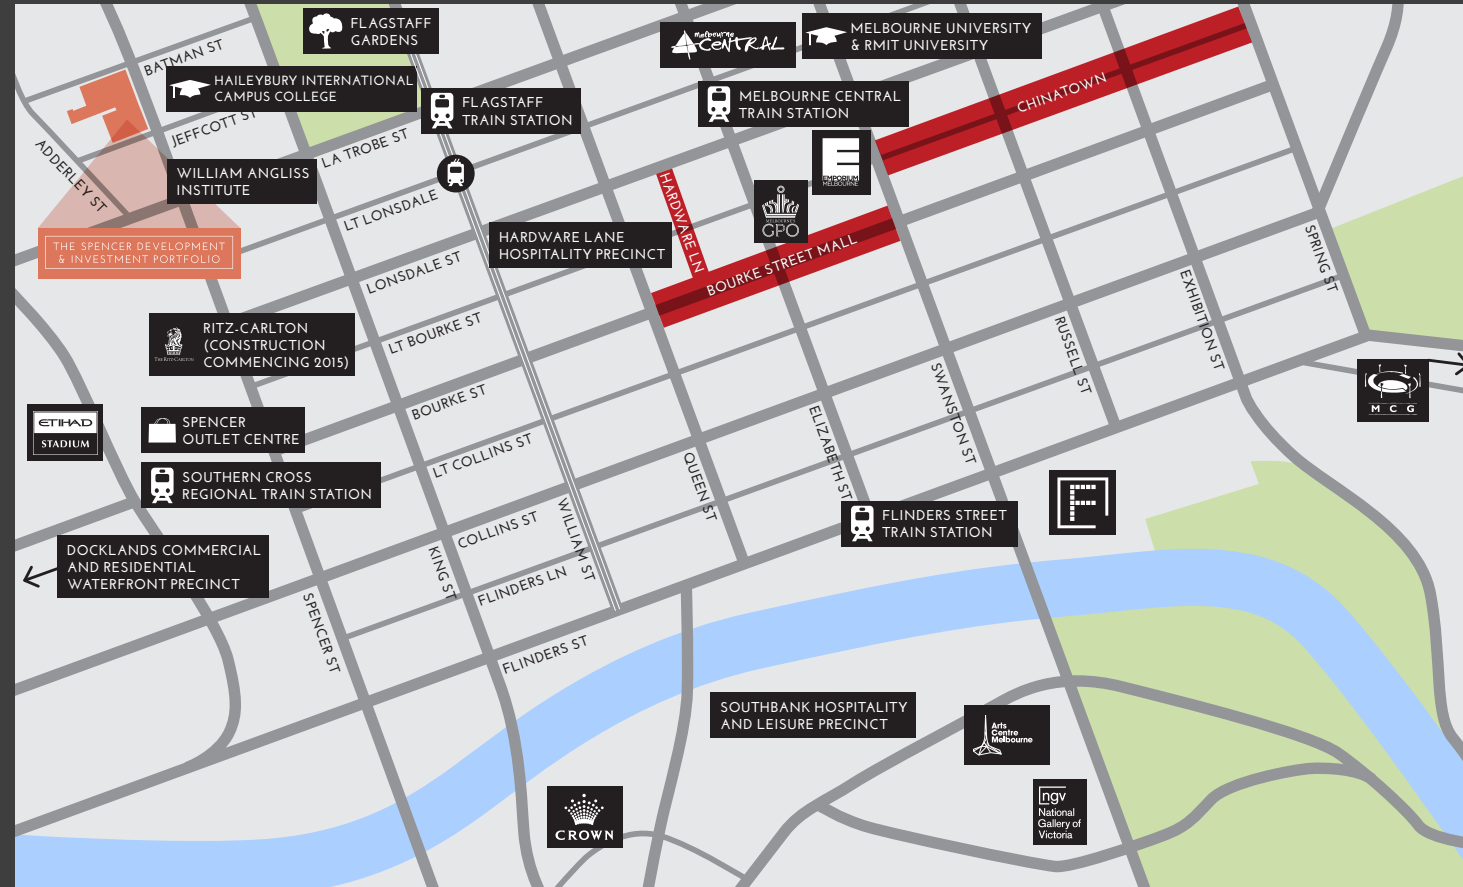 FLAGSTAFF
GARDENS
melbourne
CENTRAL
MELBOURNE UNIVERSITY
& RMIT UNIVERSITY
BATMAN ST
HAILEYBURY INTERNATIONAL
CAMPUS COLLEGE
FLAGSTAFF
TRAIN STATION
MELBOURNE CENTRAL
TRAIN STATION
CHINATOWN
JEFFCOTT ST
LA TROBE ST
ADDERLEY ST
WILLIAM ANGLISS
INSTITUTE
EMPORIUM
MELBOURNE
LT LONSDALE
HARDWARE LN
MELBOURNE'S
GPO
THE SPENCER DEVELOPMENT
& INVESTMENT PORTFOLIO
HARDWARE LANE
HOSPITALITY PRECINCT
BOURKE STREET MALL
LONSDALE ST
SPRING ST
EXHIBITION ST
RITZ-CARLTON
(CONSTRUCTION
COMMENCING 2015)
THE RITZ-CARLTON
LT BOURKE ST
RUSSELL ST
BOURKE ST
SWANSTON ST
MCG
ETIHAD
STADIUM
SPENCER
OUTLET CENTRE
LT COLLINS ST
ELIZABETH ST
QUEEN ST
SOUTHERN CROSS
REGIONAL TRAIN STATION
COLLINS ST
WILLIAM ST
FLINDERS STREET
TRAIN STATION
F
DOCKLANDS COMMERCIAL
AND RESIDENTIAL
WATERFRONT PRECINCT
KING ST
FLINDERS LN
SPENCER ST
FLINDERS ST
SOUTHBANK HOSPITALITY
AND LEISURE PRECINCT
Arts
Centre
Melbourne
CROWN
ngv
National
Gallery of
Victoria